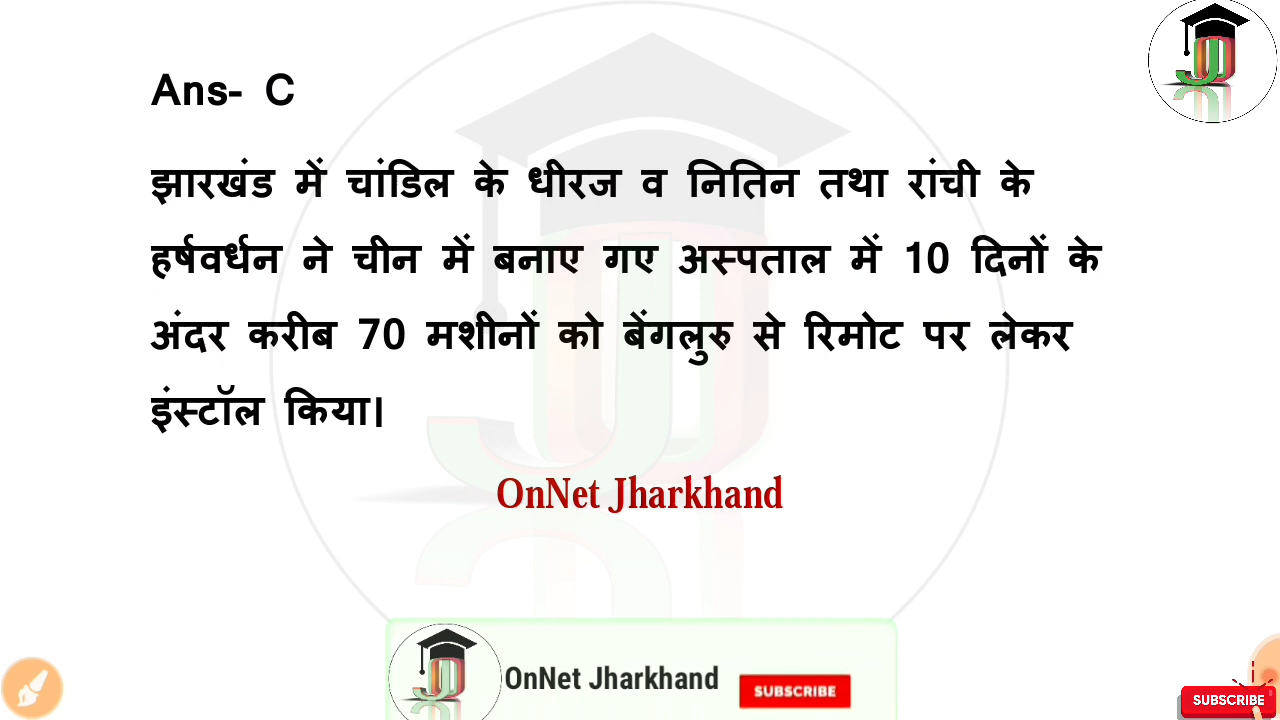 Ans- C
झारखंड में चांडिल के धीरज व नितिन तथा रांची के
हर्षवर्धन ने चीन में बनाए गए अस्पताल में 10 दिनों के
अंदर करीब 70 मशीनों को बेंगलुरु से रिमोट पर लेकर
इंस्टॉल किया।
OnNet Jharkhand
OnNet Jharkhand
SUBSCRIBE
SUBSCRIBE